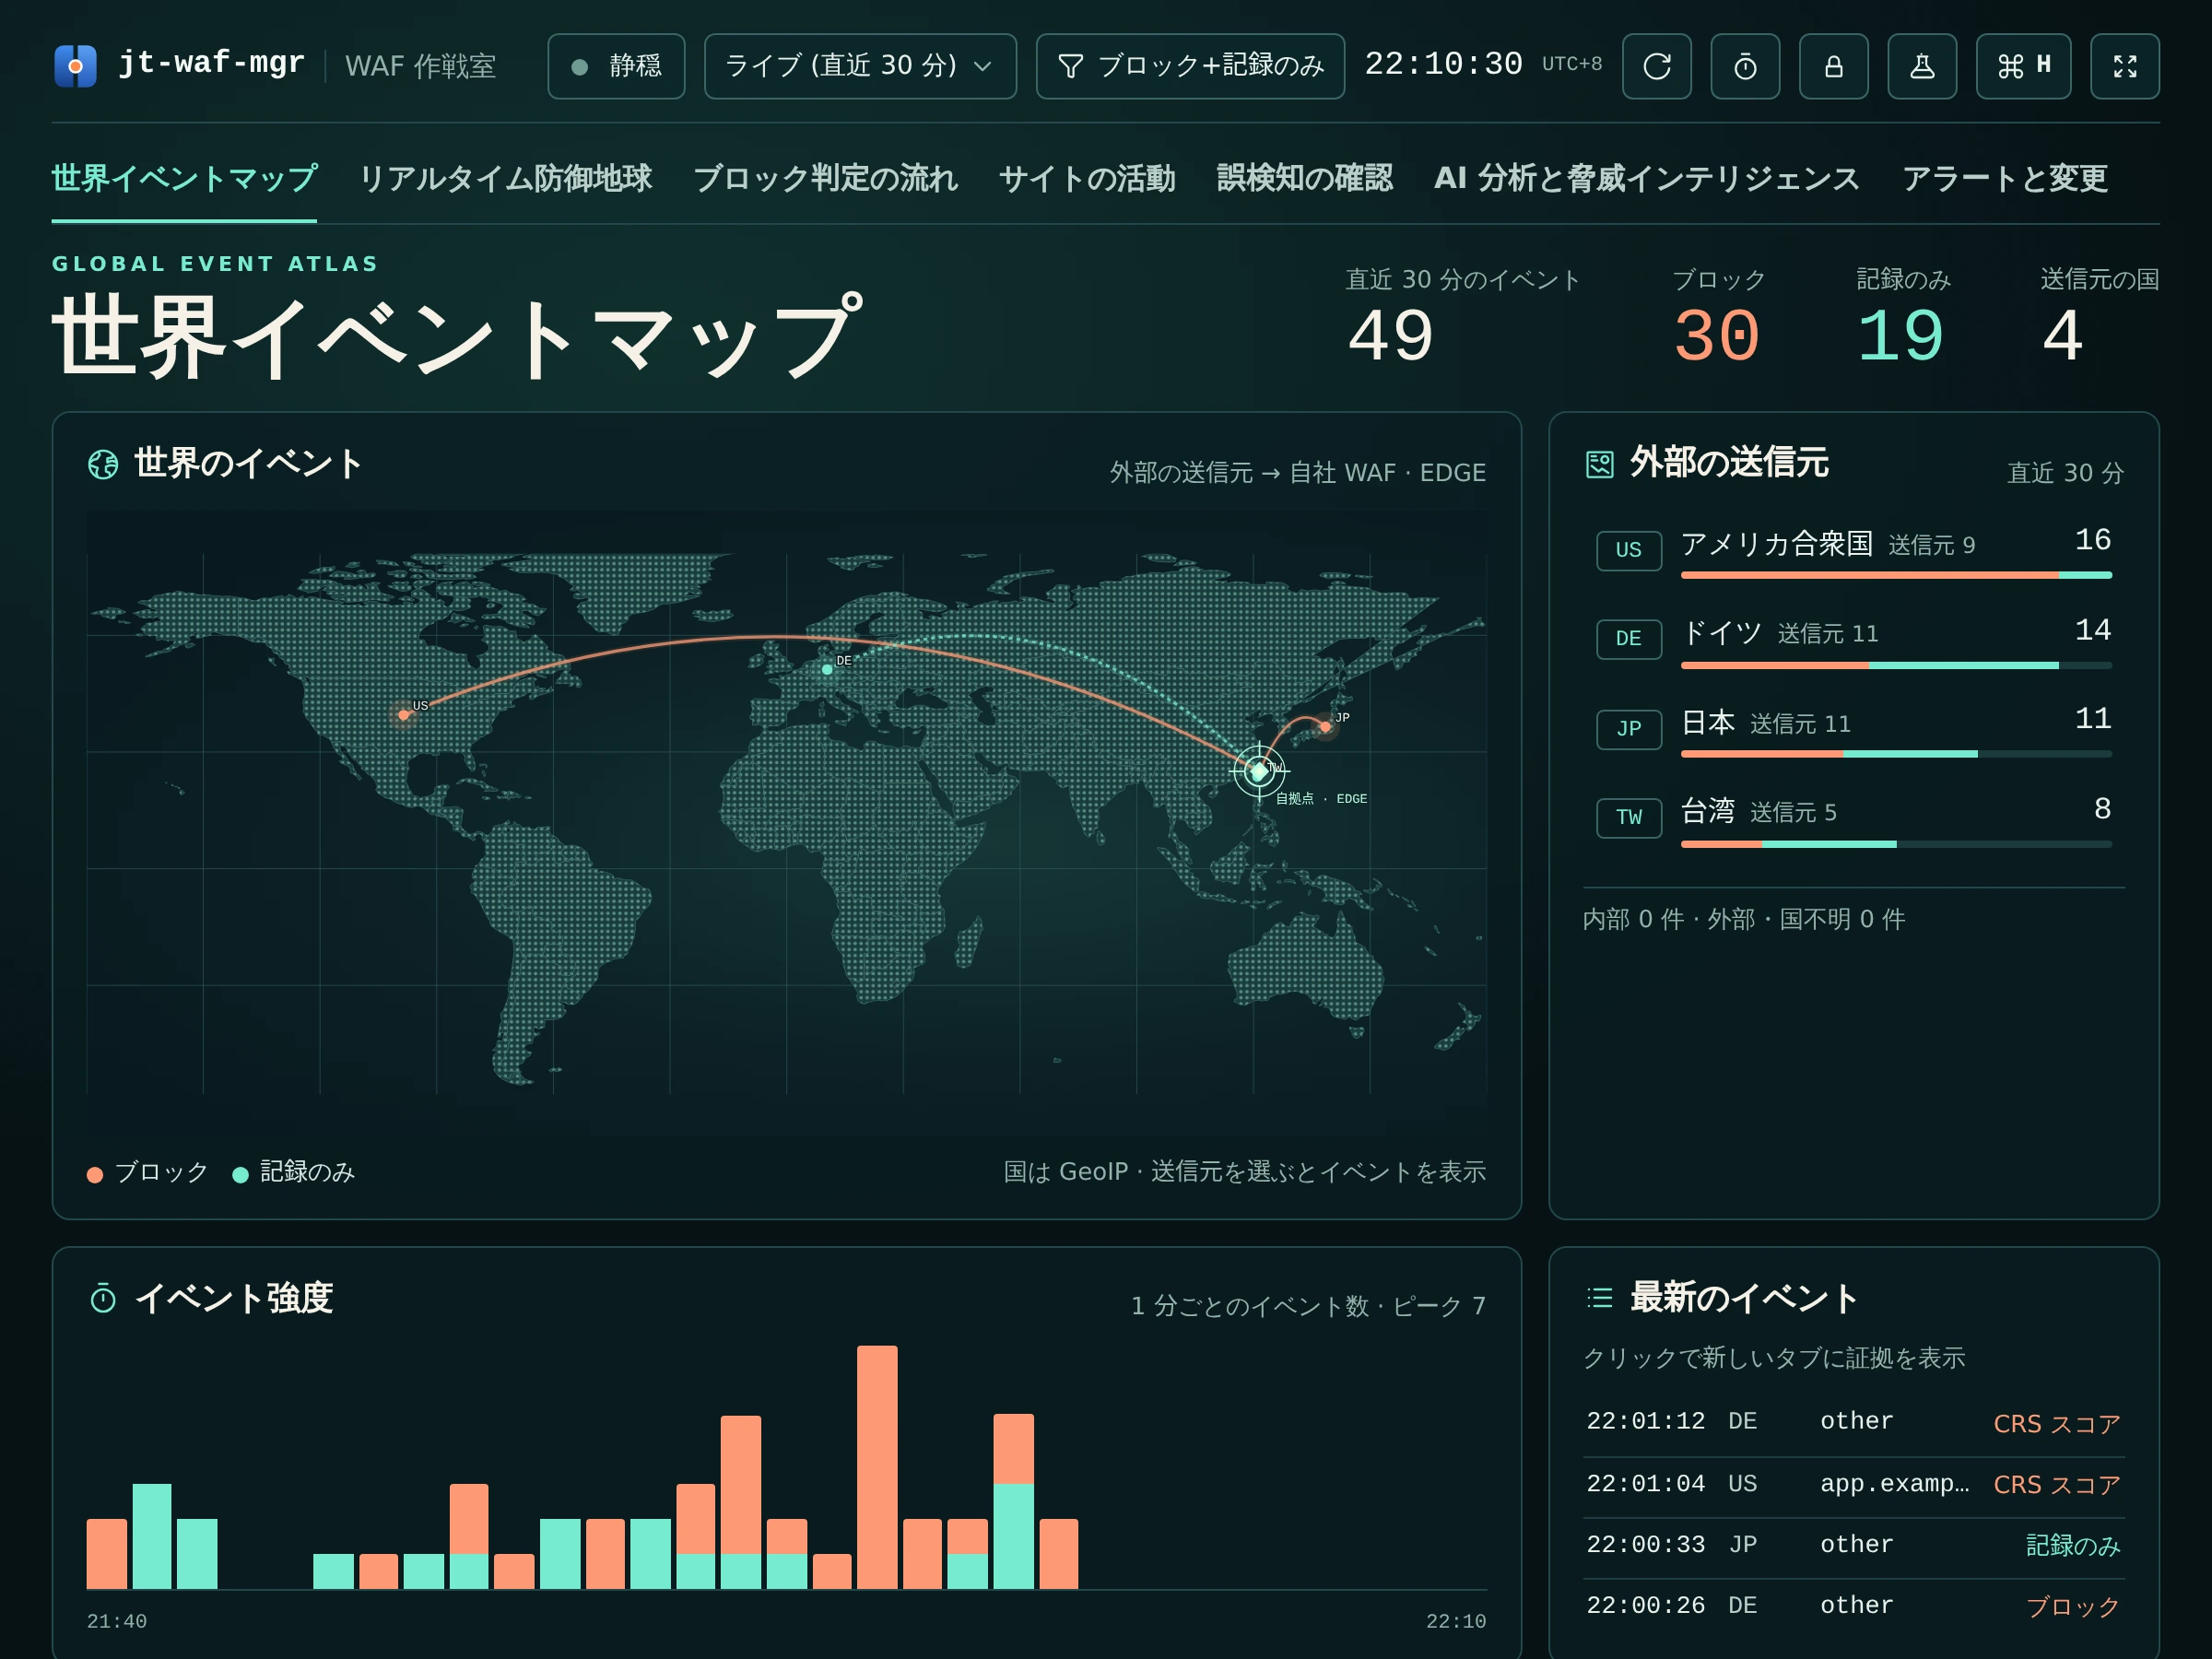 jt-waf-mgr
WAF 作戦室
静穏
ライブ (直近 30 分)
ブロック+記録のみ
22:10:30 UTC+8
⌘ H
世界イベントマップ
リアルタイム防御地球
ブロック判定の流れ
サイトの活動
誤検知の確認
AI 分析と脅威インテリジェンス
アラートと変更
GLOBAL EVENT ATLAS
世界イベントマップ
直近 30 分のイベント
49
ブロック
30
記録のみ
19
送信元の国
4
世界のイベント
外部の送信元 → 自社 WAF · EDGE
US
DE
JP
TW
自拠点 · EDGE
ブロック
記録のみ
国は GeoIP · 送信元を選ぶとイベントを表示
外部の送信元
直近 30 分
US アメリカ合衆国 送信元 9 16
DE ドイツ 送信元 11 14
JP 日本 送信元 11 11
TW 台湾 送信元 5 8
内部 0 件 · 外部・国不明 0 件
イベント強度
1 分ごとのイベント数 · ピーク 7
21:40
22:10
最新のイベント
クリックで新しいタブに証拠を表示
22:01:12 DE other CRS スコア
22:01:04 US app.examp… CRS スコア
22:00:33 JP other 記録のみ
22:00:26 DE other ブロック